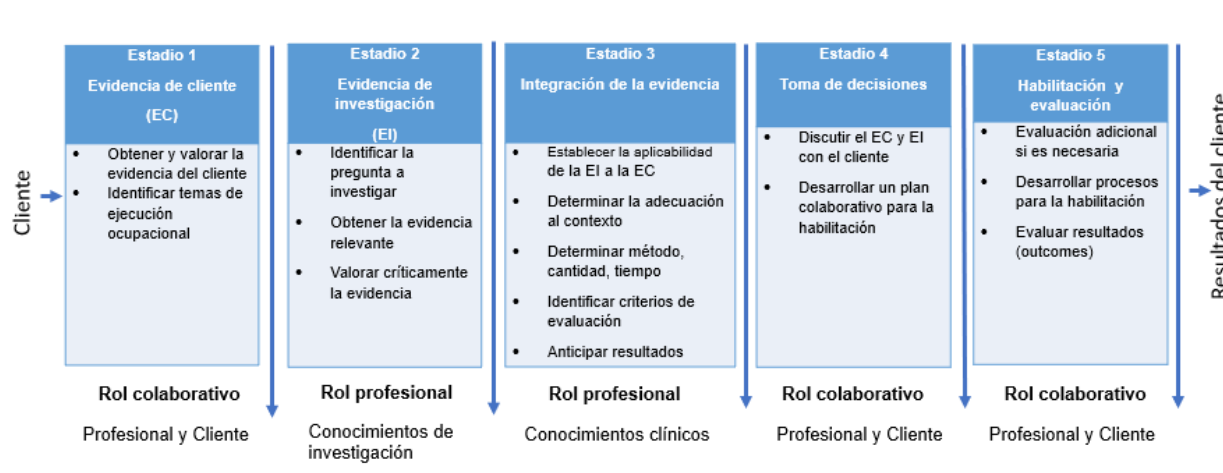 Cliente
Estadio 1
Evidencia de cliente
(EC)
• Obtener y valorar la
evidencia del cliente
• Identificar temas de
ejecución
ocupacional
Rol colaborativo
Profesional y Cliente
Estadio 2
Evidencia de
investigación
(EI)
• Identificar la
pregunta a
investigar
• Obtener la evidencia
relevante
• Valorar críticamente
la evidencia
Rol profesional
Conocimientos de
investigación
Estadio 3
Integración de la evidencia
• Establecer la aplicabilidad
de la EI a la EC
• Determinar la adecuación
al contexto
• Determinar método,
cantidad, tiempo
• Identificar criterios de
evaluación
• Anticipar resultados
Rol profesional
Conocimientos clínicos
Estadio 4
Toma de decisiones
• Discutir el EC y EI
con el cliente
• Desarrollar un plan
colaborativo para la
habilitación
Rol colaborativo
Profesional y Cliente
Estadio 5
Habilitación y
evaluación
• Evaluación adicional
si es necesaria
• Desarrollar procesos
para la habilitación
• Evaluar resultados
(outcomes)
Rol colaborativo
Profesional y Cliente
Resultados del cliente